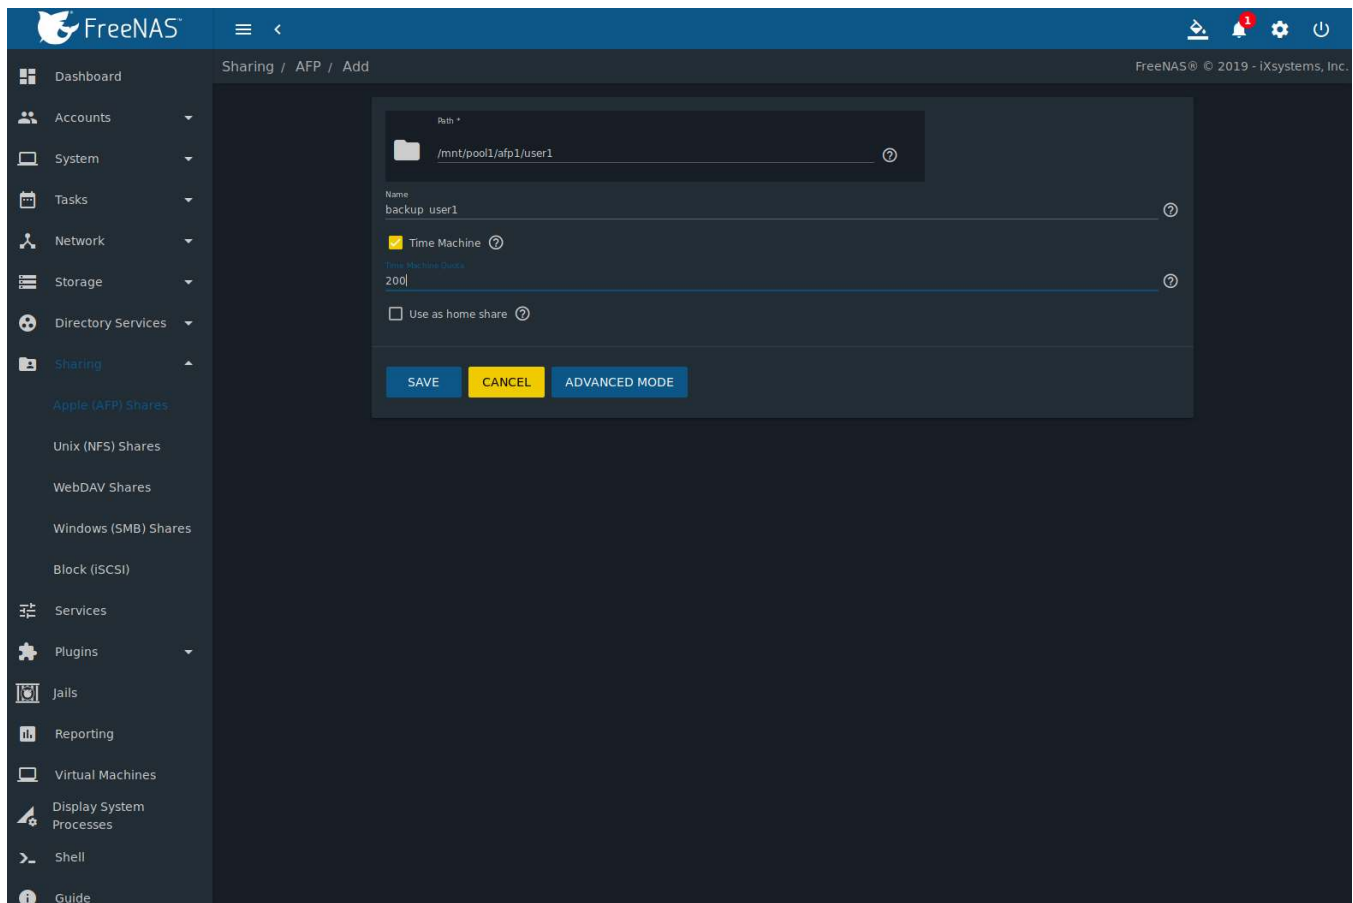 FreeNAS
1
Sharing / AFP / Add
FreeNAS® © 2019 - iXsystems, Inc.
Dashboard
Accounts
System
Tasks
Network
Storage
Directory Services
Sharing
Apple (AFP) Shares
Unix (NFS) Shares
WebDAV Shares
Windows (SMB) Shares
Block (iSCSI)
Services
Plugins
Jails
Reporting
Virtual Machines
Display System
Processes
Shell
Guide
Path *
/mnt/pool1/afp1/user1
Name
backup user1
Time Machine
Time Machine Quota
200
Use as home share
SAVE
CANCEL
ADVANCED MODE